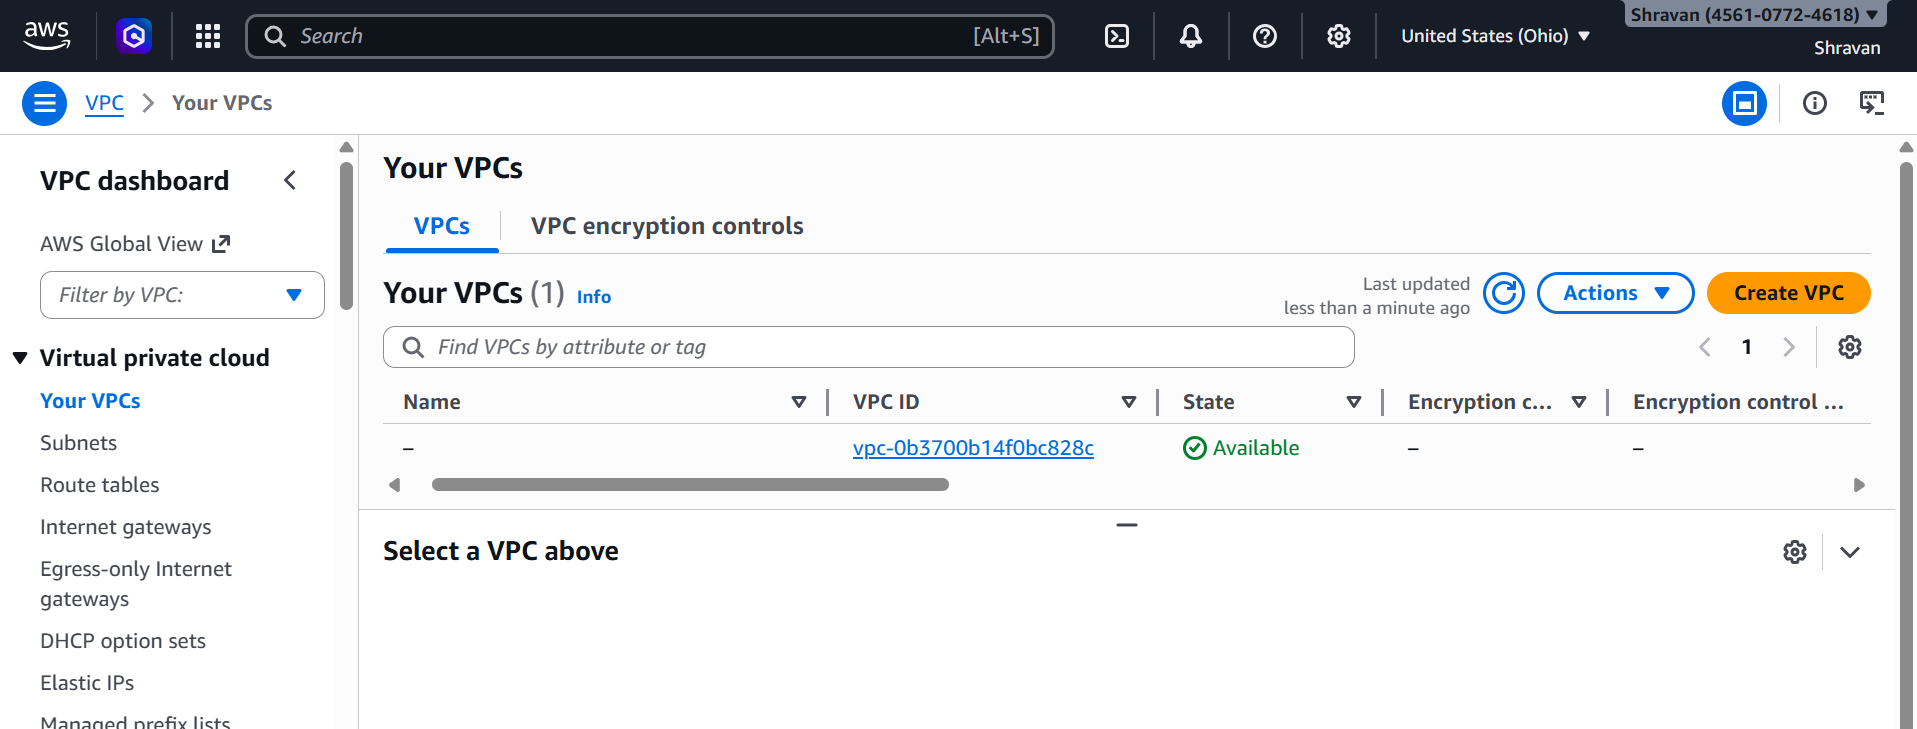 aws
Search [Alt+S]
United States (Ohio)
Shravan (4561-0772-4618)
Shravan
VPC
Your VPCs
VPC dashboard
AWS Global View
Filter by VPC:
Virtual private cloud
Your VPCs
Subnets
Route tables
Internet gateways
Egress-only Internet
gateways
DHCP option sets
Elastic IPs
Managed prefix lists
Your VPCs
VPCs
VPC encryption controls
Your VPCs (1) Info
Last updated
less than a minute ago
Actions
Create VPC
Find VPCs by attribute or tag
1
Name VPC ID State Encryption c... Encryption control ...
– vpc-0b3700b14f0bc828c Available – –
Select a VPC above